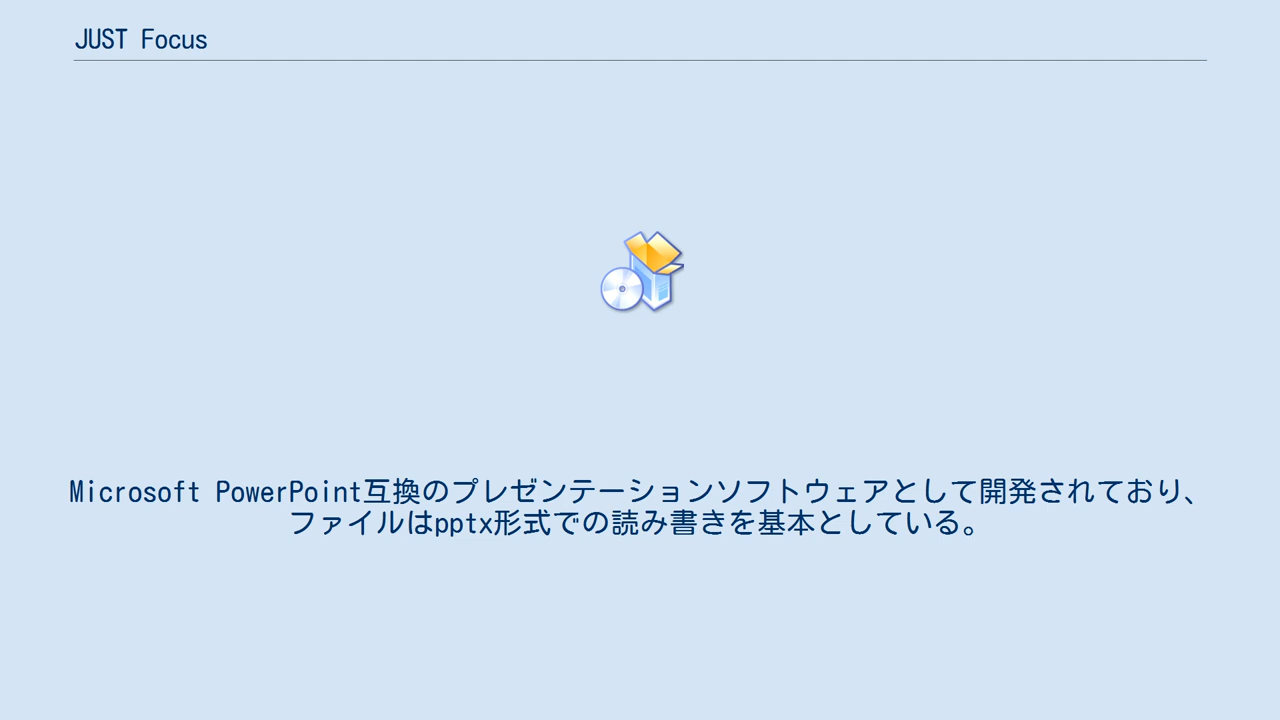 JUST Focus
Microsoft PowerPoint互換のプレゼンテーションソフトウェアとして開発されており、
ファイルはpptx形式での読み書きを基本としている。